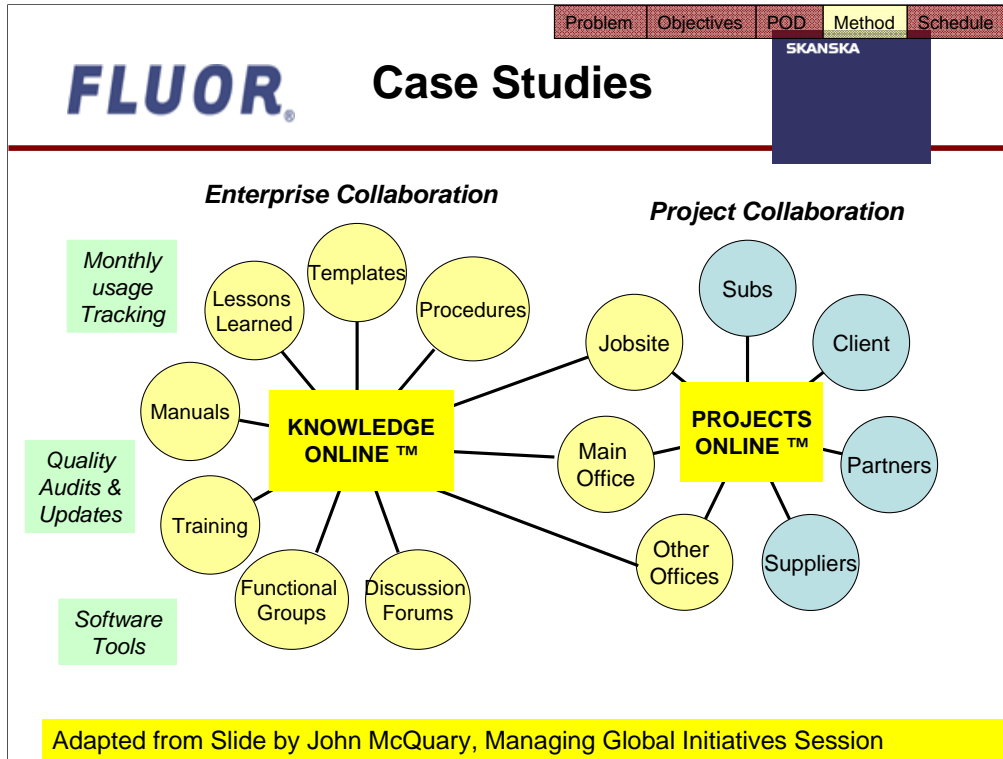 Problem Objectives POD Method Schedule
SKANSKA
FLUOR®
Case Studies
Enterprise Collaboration
Project Collaboration
Monthly
usage
Tracking
Quality
Audits &
Updates
Software
Tools
Lessons
Learned
Templates
Procedures
Manuals
KNOWLEDGE
ONLINE ™
Training
Functional
Groups
Discussion
Forums
Jobsite
Main
Office
Other
Offices
Subs
Client
PROJECTS
ONLINE ™
Partners
Suppliers
Adapted from Slide by John McQuary, Managing Global Initiatives Session